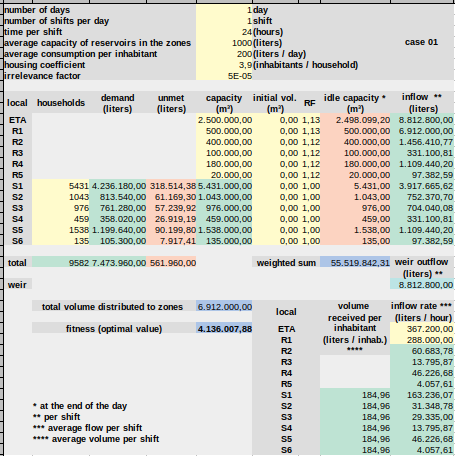 number of days 1 day
number of shifts per day 1 shift
time per shift 24 (hours)
average capacity of reservoirs in the zones 1000 (liters) case 01
average consumption per inhabitant 200 (liters / day)
housing coefficient 3,9 (inhabitants / household)
irrelevance factor 5E-05
local households demand (liters) unmet (liters) capacity (m³) initial vol. (m³) RF idle capacity * (m³) inflow ** (liters)
ETA 2.500.000,00 0,00 1,13 2.498.099,20 8.812.800,00
R1 500.000,00 0,00 1,13 500.000,00 6.912.000,00
R2 400.000,00 0,00 1,12 400.000,00 1.456.410,77
R3 100.000,00 0,00 1,12 100.000,00 331.100,81
R4 180.000,00 0,00 1,12 180.000,00 1.109.440,20
R5 20.000,00 0,00 1,12 20.000,00 97.382,59
S1 5431 4.236.180,00 318.514,38 5.431.000,00 0,00 1,00 5.431,00 3.917.665,62
S2 1043 813.540,00 61.169,30 1.043.000,00 0,00 1,00 1.043,00 752.370,70
S3 976 761.280,00 57.239,92 976.000,00 0,00 1,00 976,00 704.040,08
S4 459 358.020,00 26.919,19 459.000,00 0,00 1,00 459,00 331.100,81
S5 1538 1.199.640,00 90.199,80 1.538.000,00 0,00 1,00 1.538,00 1.109.440,20
S6 135 105.300,00 7.917,41 135.000,00 0,00 1,00 135,00 97.382,59
total 9582 7.473.960,00 561.960,00 weighted sum 55.519.842,31 weir outflow (liters) **
weir 8.812.800,00
total volume distributed to zones 6.912.000,00
fitness (optimal value) 4.136.007,88
local volume received per inhabitant (liters / inhab.) **** inflow rate *** (liters / hour)
ETA 367.200,00
R1 288.000,00
R2 60.683,78
R3 13.795,87
R4 46.226,68
R5 4.057,61
S1 184,96 163.236,07
S2 184,96 31.348,78
S3 184,96 29.335,00
S4 184,96 13.795,87
S5 184,96 46.226,68
S6 184,96 4.057,61
* at the end of the day
** per shift
*** average flow per shift
**** average volume per shift